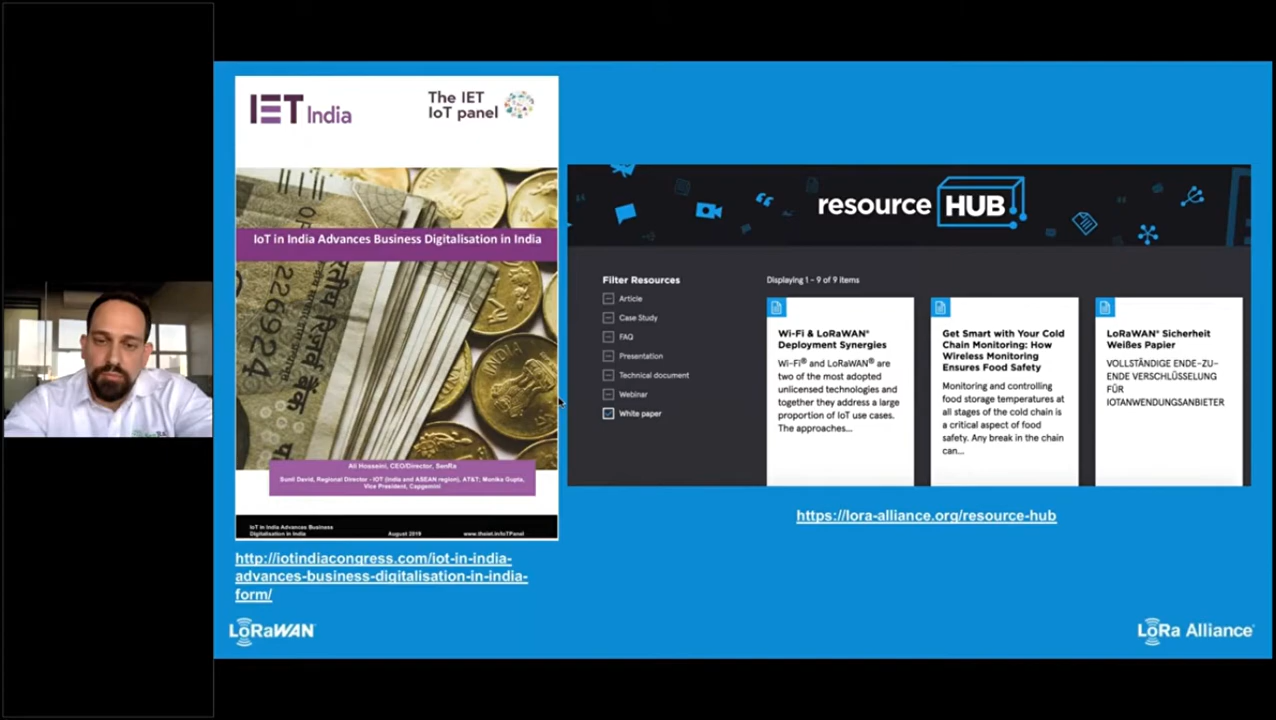 IET India
The IET
IoT panel
IoT in India Advances Business Digitalisation in India
226924
Ali Hosseini, CEO/Director, SenRa
Sunil David, Regional Director - IOT (India and ASEAN region), AT&T; Monika Gupta,
Vice President, Capgemini
IoT in India Advances Business
Digitalisation in India
August 2019
www.theiet.in/IoTPanel
http://iotindiacongress.com/iot-in-india-
advances-business-digitalisation-in-india-
form/
resource HUB
Filter Resources
Article
Case Study
FAQ
Presentation
Technical document
Webinar
White paper
Displaying 1 - 9 of 9 items
Wi-Fi & LoRaWAN®
Deployment Synergies
Wi-Fi® and LoRaWAN® are
two of the most adopted
unlicensed technologies and
together they address a large
proportion of IoT use cases.
The approaches...
Get Smart with Your Cold
Chain Monitoring: How
Wireless Monitoring
Ensures Food Safety
Monitoring and controlling
food storage temperatures at
all stages of the cold chain is
a critical aspect of food
safety. Any break in the chain
can...
LoRaWAN® Sicherheit
Weißes Papier
VOLLSTÄNDIGE ENDE-ZU-
ENDE VERSCHLÜSSELUNG
FÜR
IOTANWENDUNGSANBIETER
https://lora-alliance.org/resource-hub
LoRaWAN
LoRa Alliance